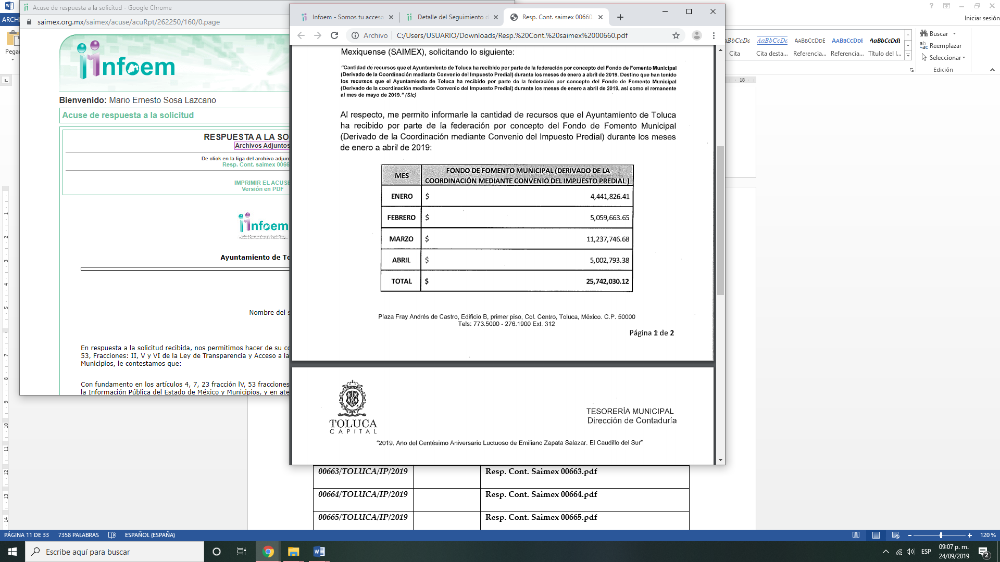 Acuse de respuesta a la solicitud - Google Chrome
saimex.org.mx/saimex/acuse/acuRpt/262250/160/0.page
ARCHI
Pegar
Infoem
Bienvenido: Mario Ernesto Sosa Lazcano
Acuse de respuesta a la solicitud
RESPUESTA A LA SO
Archivos Adjuntos
De click en la liga del archivo adjun
Resp. Cont. saimex 0066
IMPRIMIR EL ACUSE
Versión en PDF
Infoem
Ayuntamiento de To
Nombre del s
En respuesta a la solicitud recibida, nos permitimos hacer de su co
53, Fracciones: II, V y VI de la Ley de Transparencia y Acceso a la
Municipios, le contestamos que:
Con fundamento en los artículos 4, 7, 23 fracción lV, 53 fracciones
la Información Pública del Estado de México y Municipios, y en ate
Infoem - Somos tu acceso
Detalle del Seguimiento d
Resp. Cont. saimex 00660
Archivo
C:/Users/USUARIO/Downloads/Resp.%20Cont.%20saimex%2000660.pdf
Mexiquense (SAIMEX), solicitando lo siguiente:
"Cantidad de recursos que el Ayuntamiento de Toluca ha recibido por parte de la federación por concepto del Fondo de Fomento Municipal
(Derivado de la Coordinación mediante Convenio del Impuesto Predial) durante los meses de enero a abril de 2019. Destino que han tenido
los recursos que el Ayuntamiento de Toluca ha recibido por parte de la federación por concepto del Fondo de Fomento Municipal
(Derivado de la coordinación mediante Convenio del Impuesto Predial) durante los meses de enero a abril de 2019, así como el remanente
al mes de mayo de 2019." (Sic)
Al respecto, me permito informarle la cantidad de recursos que el Ayuntamiento de Toluca
ha recibido por parte de la federación por concepto del Fondo de Fomento Municipal
(Derivado de la Coordinación mediante Convenio del Impuesto Predial) durante los meses
de enero a abril de 2019:
MES FONDO DE FOMENTO MUNICIPAL (DERIVADO DE LA
COORDINACIÓN MEDIANTE CONVENIO DEL IMPUESTO PREDIAL )
ENERO $ 4,441,826.41
FEBRERO $ 5,059,663.65
MARZO $ 11,237,746.68
ABRIL $ 5,002,793.38
TOTAL $ 25,742,030.12
Plaza Fray Andrés de Castro, Edificio B, primer piso, Col. Centro, Toluca, México. C.P. 50000
Tels: 773.5000 - 276.1900 Ext. 312
Página 1 de 2
TOLUCA
CAPITAL
TESORERÍA MUNICIPAL
Dirección de Contaduría
"2019. Año del Centésimo Aniversario Luctuoso de Emiliano Zapata Salazar. El Caudillo del Sur"
Iniciar sesión
BbCcDc AaBbCcDc AABBCCDDE AABBCCDDI AaBbCcDdI
Cita Cita desta... Referencia... Referencia... Título del l...
Buscar
Reemplazar
Seleccionar
Edición
18
1
2
3
4
5
6
7
8
9
10
11
12
13
14
00663/TOLUCA/IP/2019 Resp. Cont. Saimex 00663.pdf
00664/TOLUCA/IP/2019 Resp. Cont. Saimex 00664.pdf
00665/TOLUCA/IP/2019 Resp. Cont. Saimex 00665.pdf
PÁGINA 11 DE 33 7358 PALABRAS ESPAÑOL (ESPAÑA) 120 %
Escribe aquí para buscar
ESP
09:07 p. m.
24/09/2019
2